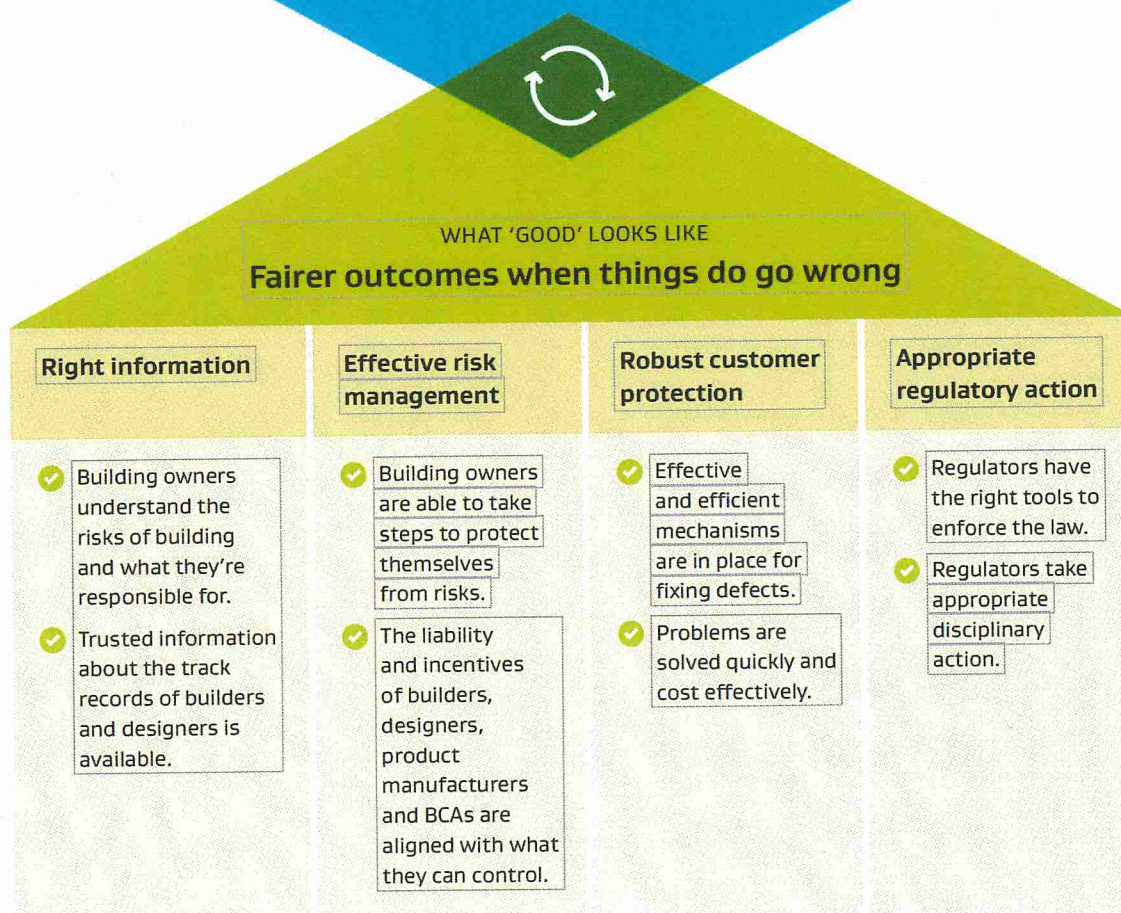 WHAT ‘GOOD’ LOOKS LIKE
Fairer outcomes when things do go wrong
Right information
Building owners
understand the
risks of building
and what they're
responsible for.
Trusted information
about the track
records of builders
and designers is
available.
Effective risk
management
Building owners
are able to take
steps to protect
themselves
from risks.
The liability
and incentives
of builders,
designers,
product
manufacturers
and BCAs are
aligned with what
they can control.
Robust customer
protection
Effective
and efficient
mechanisms
are in place for
fixing defects.
Problems are
solved quickly and
cost effectively.
Appropriate
regulatory action
Regulators have
the right tools to
enforce the law.
Regulators take
appropriate
disciplinary
action.